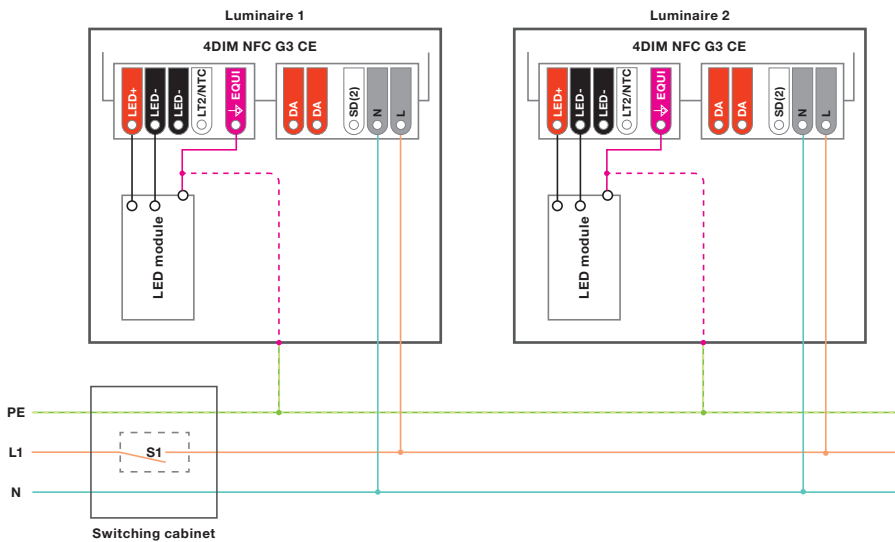 Luminaire 1
4DIM NFC G3 CE
LED+
LED-
LED-
LT2/NTC
EQUI
DA
DA
SD(2)
N
L
LED module
Luminaire 2
4DIM NFC G3 CE
LED+
LED-
LED-
LT2/NTC
EQUI
DA
DA
SD(2)
N
L
LED module
PE
L1
S1
N
Switching cabinet